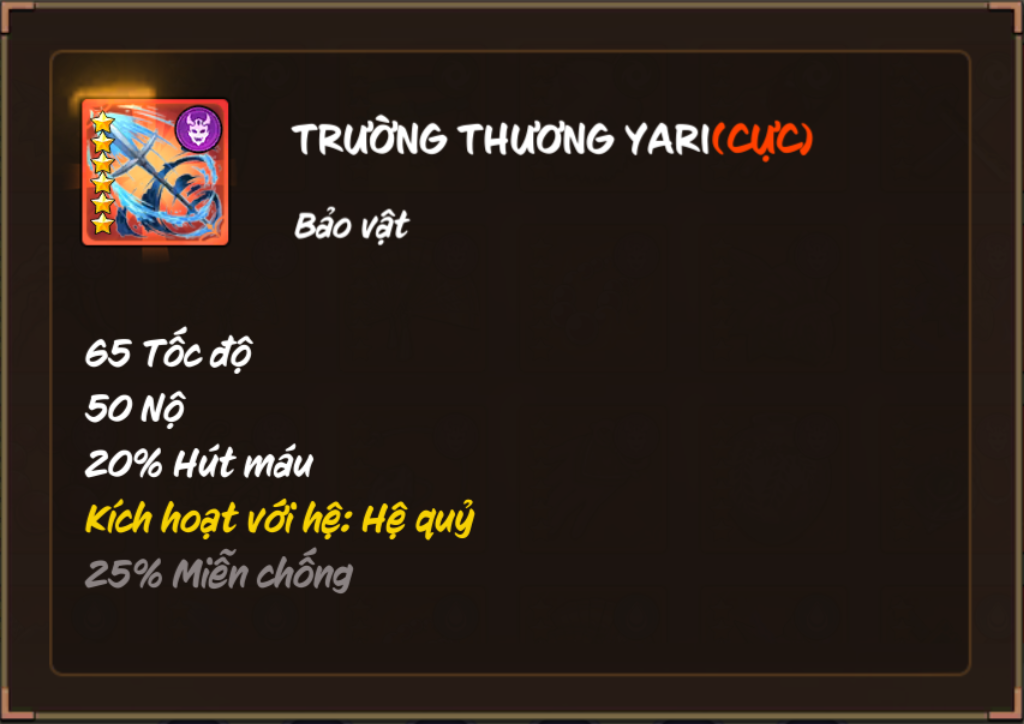 TRƯỜNG THƯƠNG YARI(CỰC)
Bảo vật
65 Tốc độ
50 Nộ
20% Hút máu
Kích hoạt với hệ: Hệ quỷ
25% Miễn chống